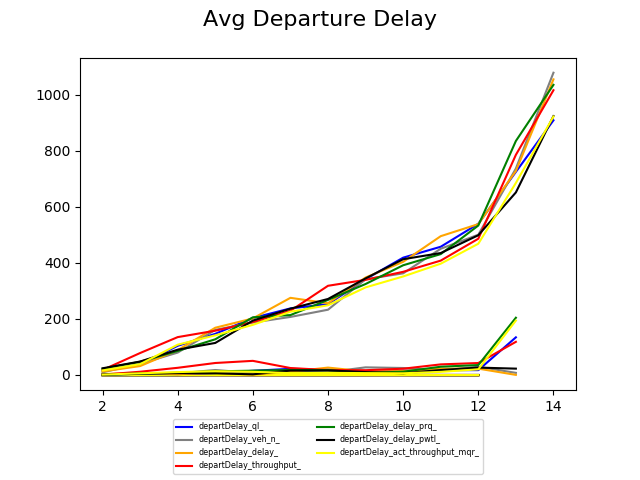 Avg Departure Delay
1000
800
600
400
200
0
2 4 6 8 10 12 14
departDelay_ql_ departDelay_delay_prq_
departDelay_veh_n_ departDelay_delay_pwtl_
departDelay_delay_ departDelay_act_throughput_mqr_
departDelay_throughput_